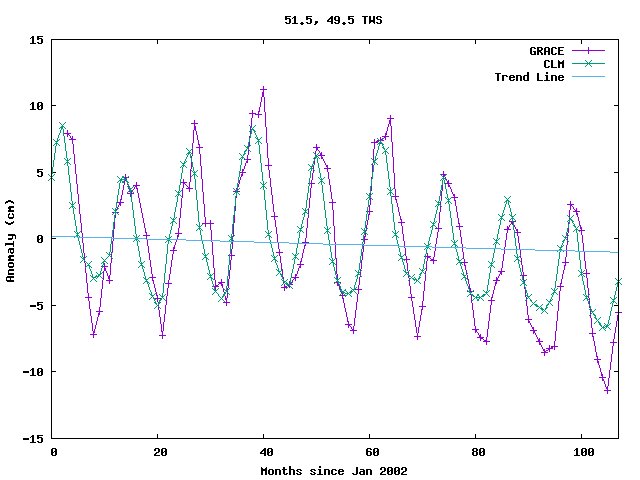 51.5, 49.5 TWS
GRACE
CLM
Trend Line
15
10
5
0
-5
-10
-15
Anomaly (cm)
0 20 40 60 80 100
Months since Jan 2002